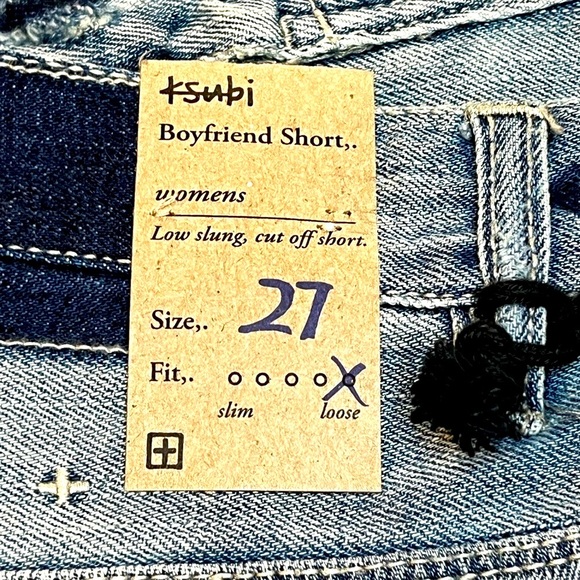 ksubi
Boyfriend Short,.
womens
Low slung, cut off short.
Size,. 27
Fit,.
slim loose